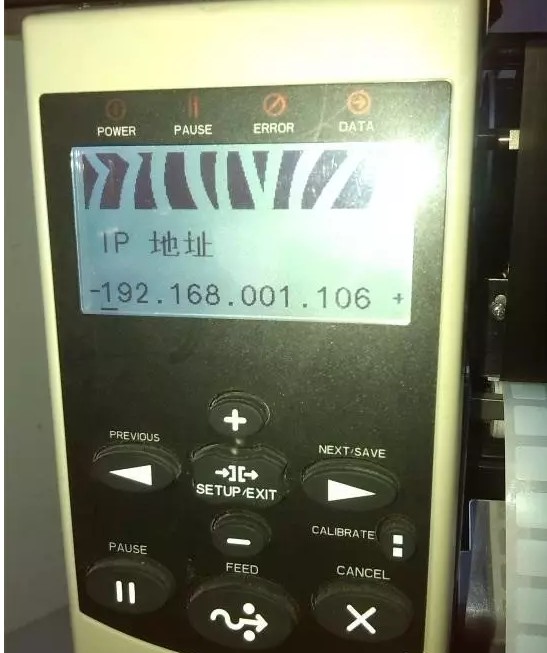 POWER PAUSE ERROR DATA
IP 地址
-192.168.001.106 +
+
PREVIOUS
NEXT/SAVE
SETUP/EXIT
-
CALIBRATE
PAUSE
FEED
CANCEL